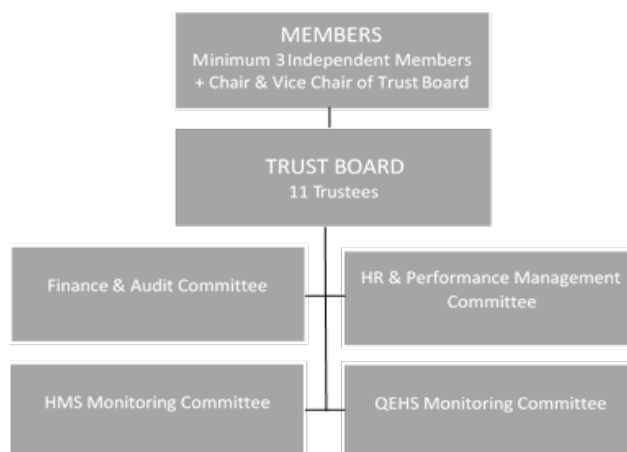 MEMBERS
Minimum 3 Independent Members
+ Chair & Vice Chair of Trust Board
TRUST BOARD
11 Trustees
Finance & Audit Committee
HR & Performance Management
Committee
HMS Monitoring Committee
QEHS Monitoring Committee